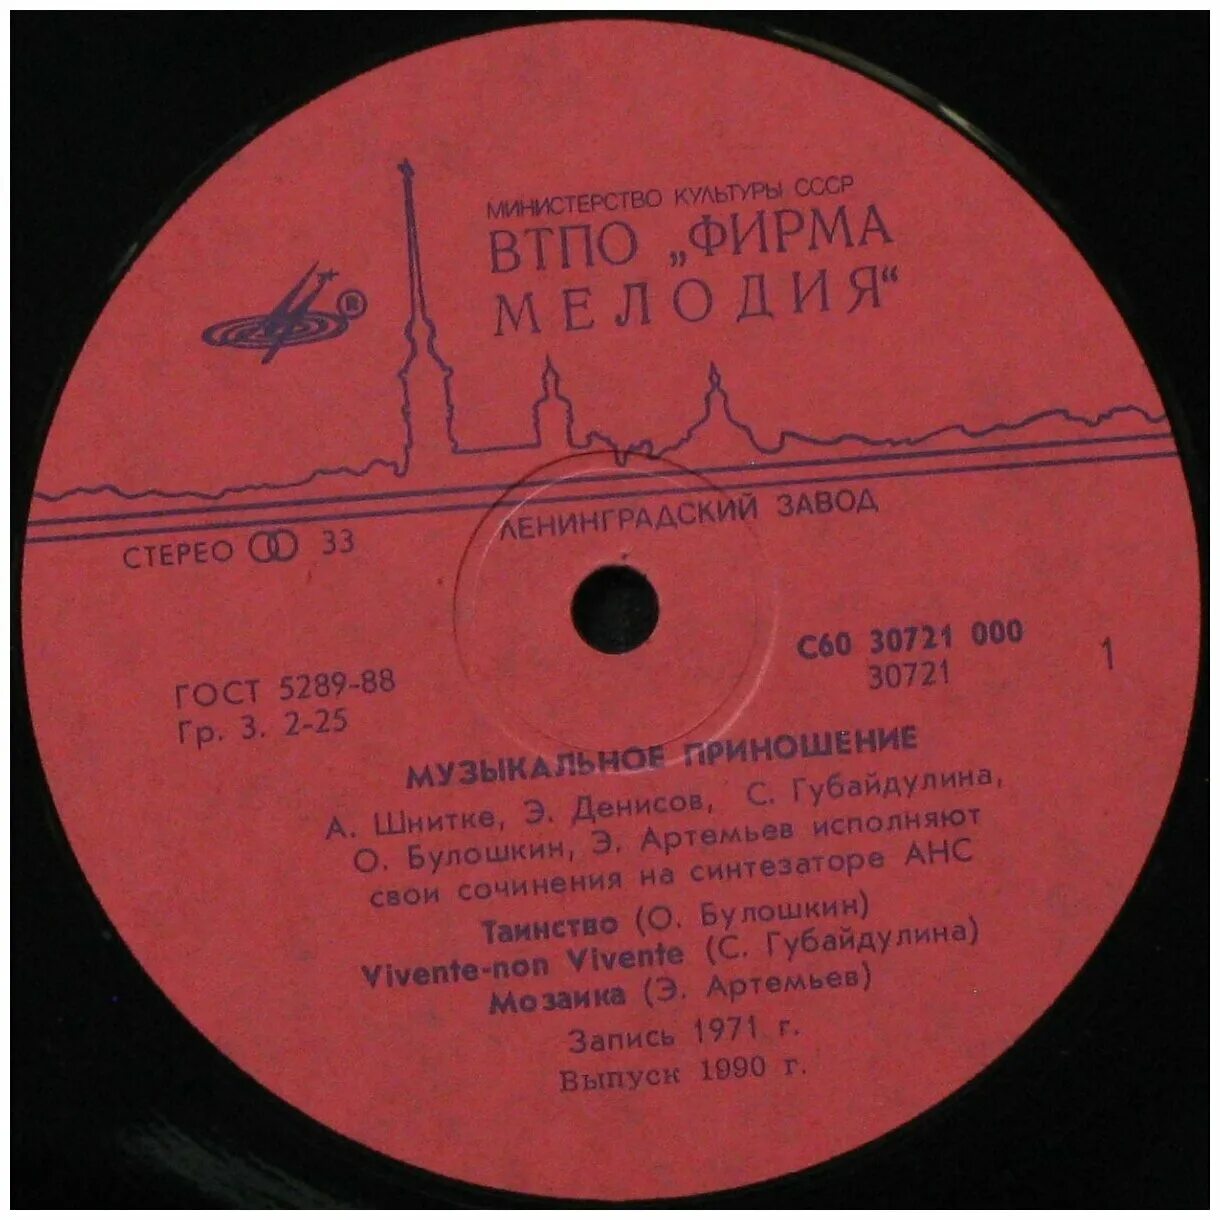 МИНИСТЕРСТВО КУЛЬТУРЫ СССР
ВТПО „ФИРМА
МЕЛОДИЯ“
®
ЛЕНИНГРАДСКИЙ ЗАВОД
СТЕРЕО 33
С60 30721 000
30721
1
ГОСТ 5289-88
Гр. 3. 2-25
МУЗЫКАЛЬНОЕ ПРИНОШЕНИЕ
А. Шнитке, Э. Денисов, С. Губайдулина,
О. Булошкин, Э. Артемьев исполняют
свои сочинения на синтезаторе АНС
Таинство (О. Булошкин)
Vivente-non Vivente (С. Губайдулина)
Мозаика (Э. Артемьев)
Запись 1971 г.
Выпуск 1990 г.